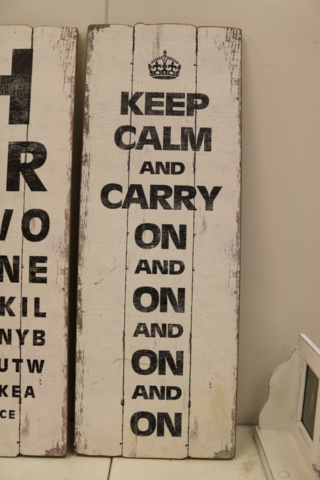 H
R
VO
NE
KIL
NYB
UTW
KEA
CE
KEEP
CALM
AND
CARRY
ON
AND
ON
AND
ON
AND
ON